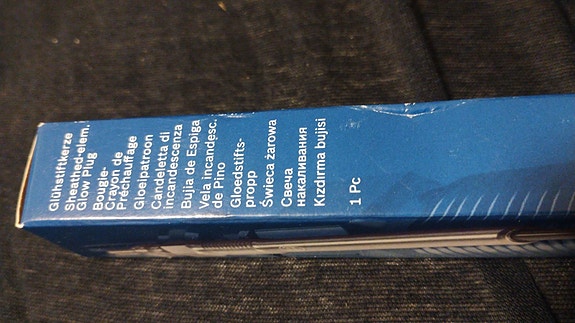 Glühstiftkerze
Sheathed-elem.
Glow Plug
Bougie-
Crayon de
Préchauffage
Gloeipatroon
Candeletta di
incandescenza
Bujia de Espiga
Vela incandesc.
de Pino
Gloedstifts-
propp
Świeca żarowa
Свеча
накаливания
Kızdırma bujisi
1 Pc